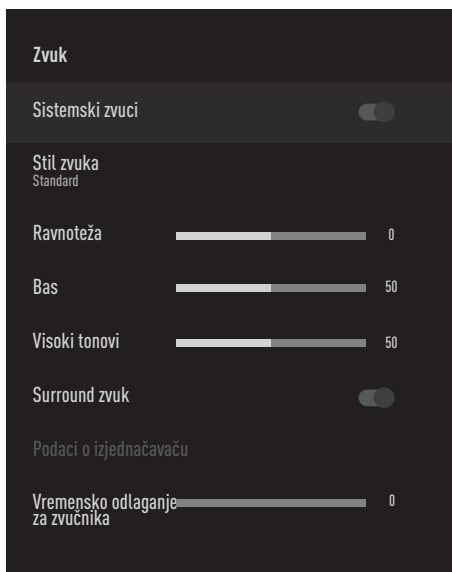 Zvuk
Sistemski zvuci
Stil zvuka
Standard
Ravnoteža 0
Bas 50
Visoki tonovi 50
Surround zvuk
Podaci o izjednačavaču
Vremensko odlaganje 0
za zvučnika